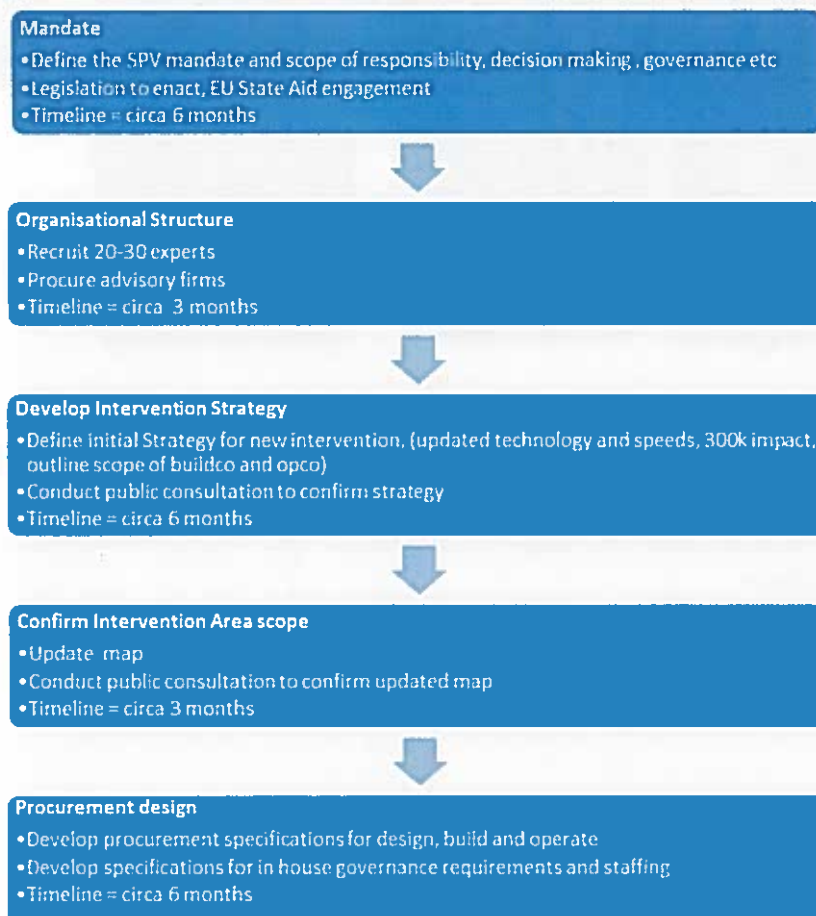 Mandate
•Define the SPV mandate and scope of responsibility, decision making , governance etc
•Legislation to enact, EU State Aid engagement
•Timeline = circa 6 months
Organisational Structure
•Recruit 20-30 experts
•Procure advisory firms
•Timeline = circa 3 months
Develop Intervention Strategy
•Define initial Strategy for new intervention, (updated technology and speeds, 300k impact,
outline scope of buildco and opco)
•Conduct public consultation to confirm strategy
•Timeline = circa 6 months
Confirm Intervention Area scope
•Update map
•Conduct public consultation to confirm updated map
•Timeline = circa 3 months
Procurement design
•Develop procurement specifications for design, build and operate
•Develop specifications for in house governance requirements and staffing
•Timeline = circa 6 months